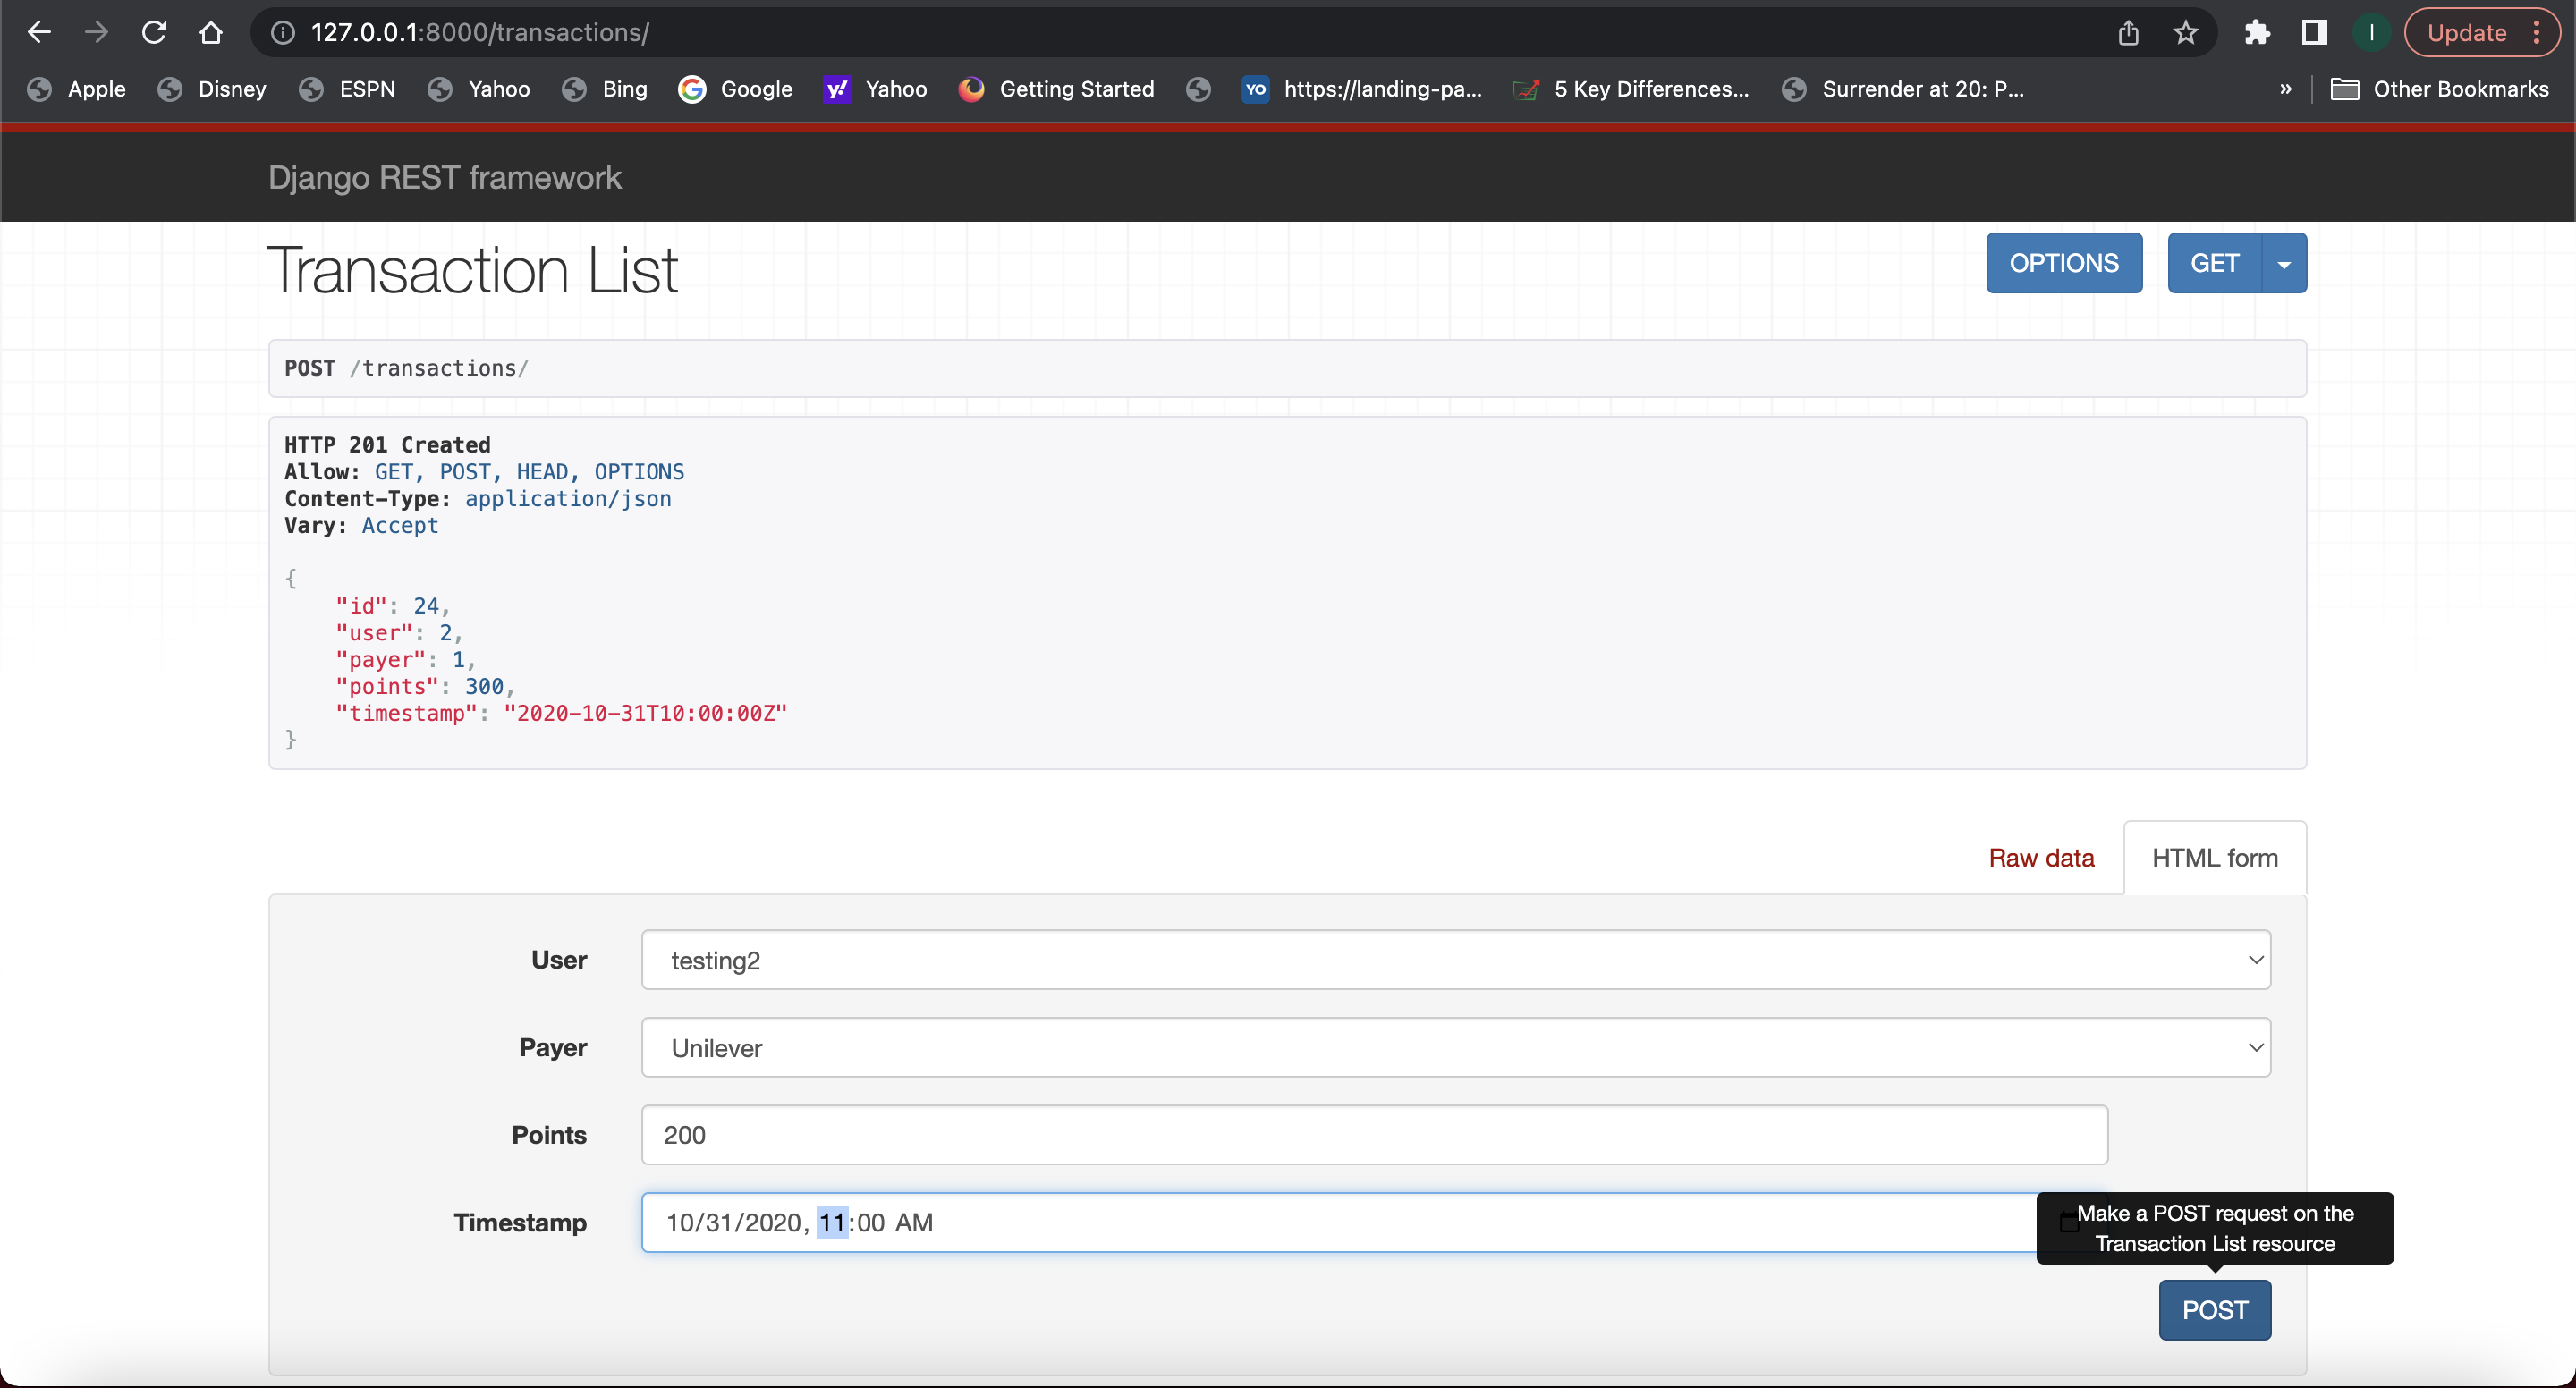 127.0.0.1:8000/transactions/
I
Update
Apple
Disney
ESPN
Yahoo
Bing
G Google
y! Yahoo
Getting Started
YO https://landing-pa...
5 Key Differences...
Surrender at 20: P...
»
Other Bookmarks
Django REST framework
Transaction List
OPTIONS
GET
POST /transactions/
HTTP 201 Created
Allow: GET, POST, HEAD, OPTIONS
Content-Type: application/json
Vary: Accept
{
    "id": 24,
    "user": 2,
    "payer": 1,
    "points": 300,
    "timestamp": "2020-10-31T10:00:00Z"
}
Raw data
HTML form
User
testing2
Payer
Unilever
Points
200
Timestamp
10/31/2020, 11:00 AM
Make a POST request on the
Transaction List resource
POST